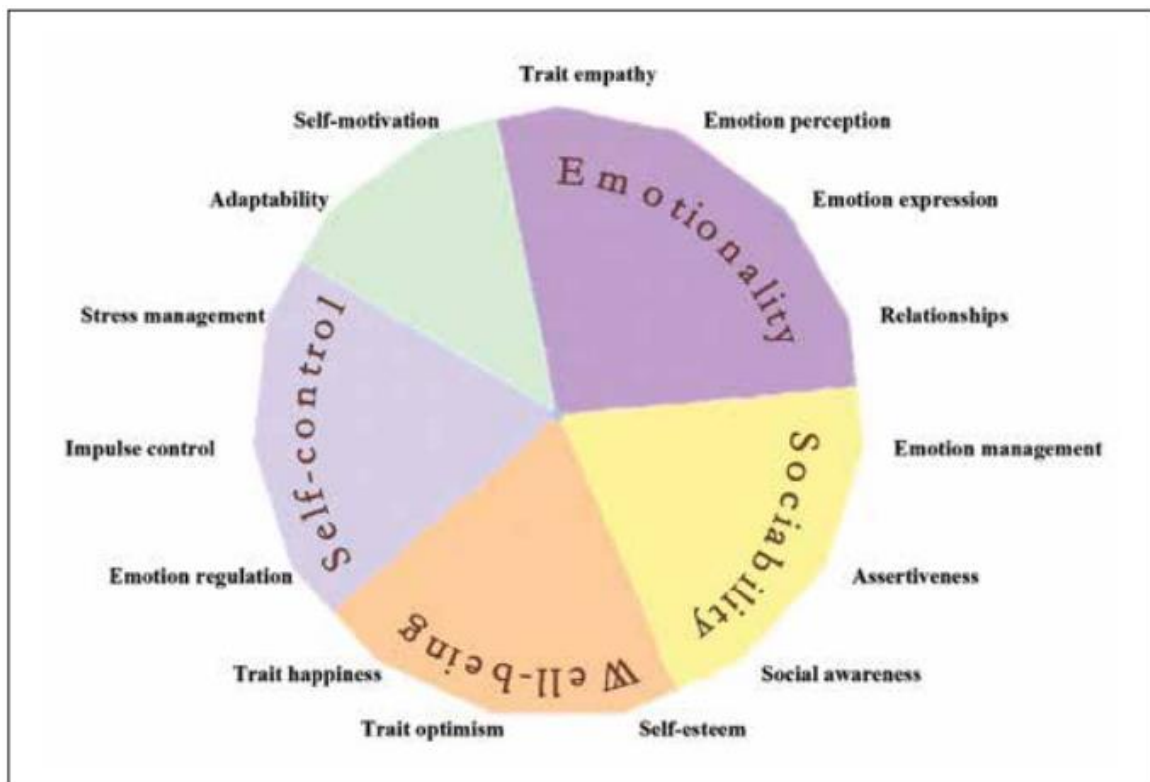 Trait empathy
Self-motivation
Emotion perception
Adaptability
Emotion expression
Stress management
Relationships
Impulse control
Emotion management
Emotion regulation
Assertiveness
Trait happiness
Social awareness
Trait optimism
Self-esteem
Emotionality
Sociability
Well-being
Self-control